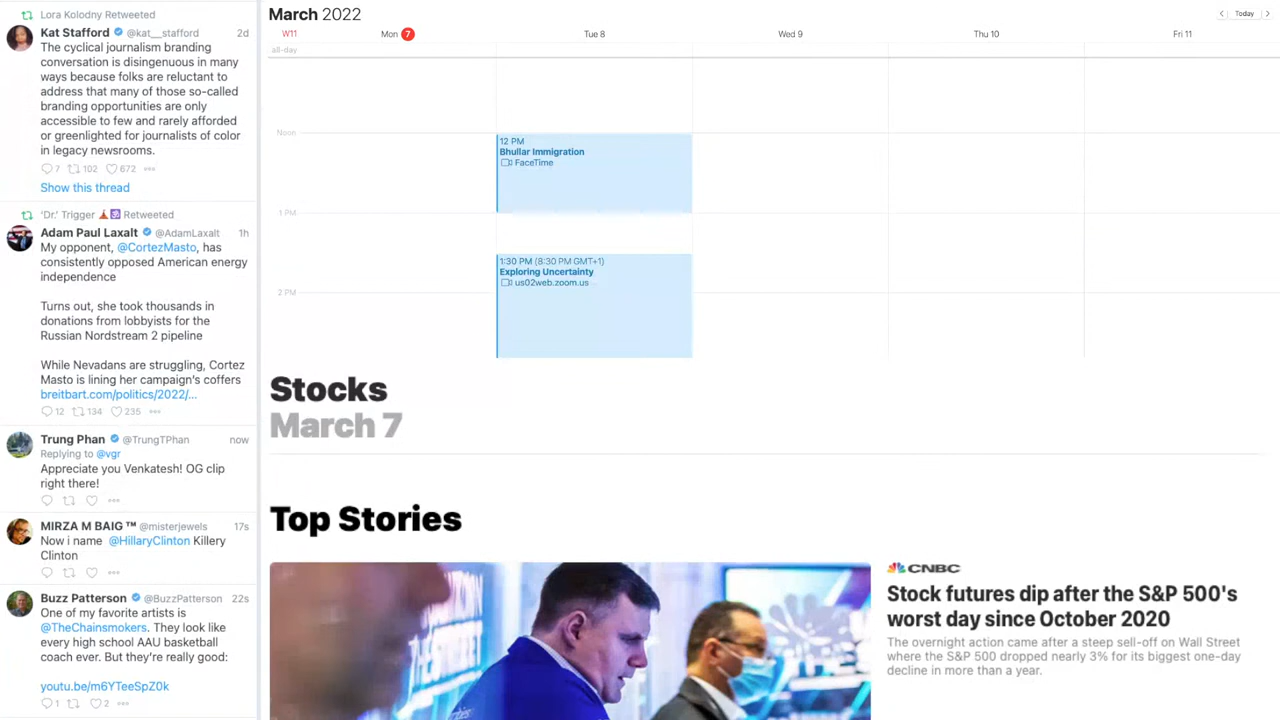 Lora Kolodny Retweeted
Kat Stafford @kat__stafford 2d
The cyclical journalism branding
conversation is disingenuous in many
ways because folks are reluctant to
address that many of those so-called
branding opportunities are only
accessible to few and rarely afforded
or greenlighted for journalists of color
in legacy newsrooms.
7 102 672
Show this thread
'Dr.' Trigger Retweeted
Adam Paul Laxalt @AdamLaxalt 1h
My opponent, @CortezMasto, has
consistently opposed American energy
independence
Turns out, she took thousands in
donations from lobbyists for the
Russian Nordstream 2 pipeline
While Nevadans are struggling, Cortez
Masto is lining her campaign's coffers
breitbart.com/politics/2022/...
12 134 235
Trung Phan @TrungTPhan now
Replying to @vgr
Appreciate you Venkatesh! OG clip
right there!
MIRZA M BAIG ™ @misterjewels 17s
Now i name @HillaryClinton Killery
Clinton
Buzz Patterson @BuzzPatterson 22s
One of my favorite artists is
@TheChainsmokers. They look like
every high school AAU basketball
coach ever. But they're really good:
youtu.be/m6YTeeSpZ0k
1 2
March 2022
Today
W11 Mon 7 Tue 8 Wed 9 Thu 10 Fri 11
all-day
Noon
12 PM
Bhullar Immigration
FaceTime
1 PM
1:30 PM (8:30 PM GMT+1)
Exploring Uncertainty
us02web.zoom.us
2 PM
Stocks
March 7
Top Stories
CNBC
Stock futures dip after the S&P 500's
worst day since October 2020
The overnight action came after a steep sell-off on Wall Street
where the S&P 500 dropped nearly 3% for its biggest one-day
decline in more than a year.